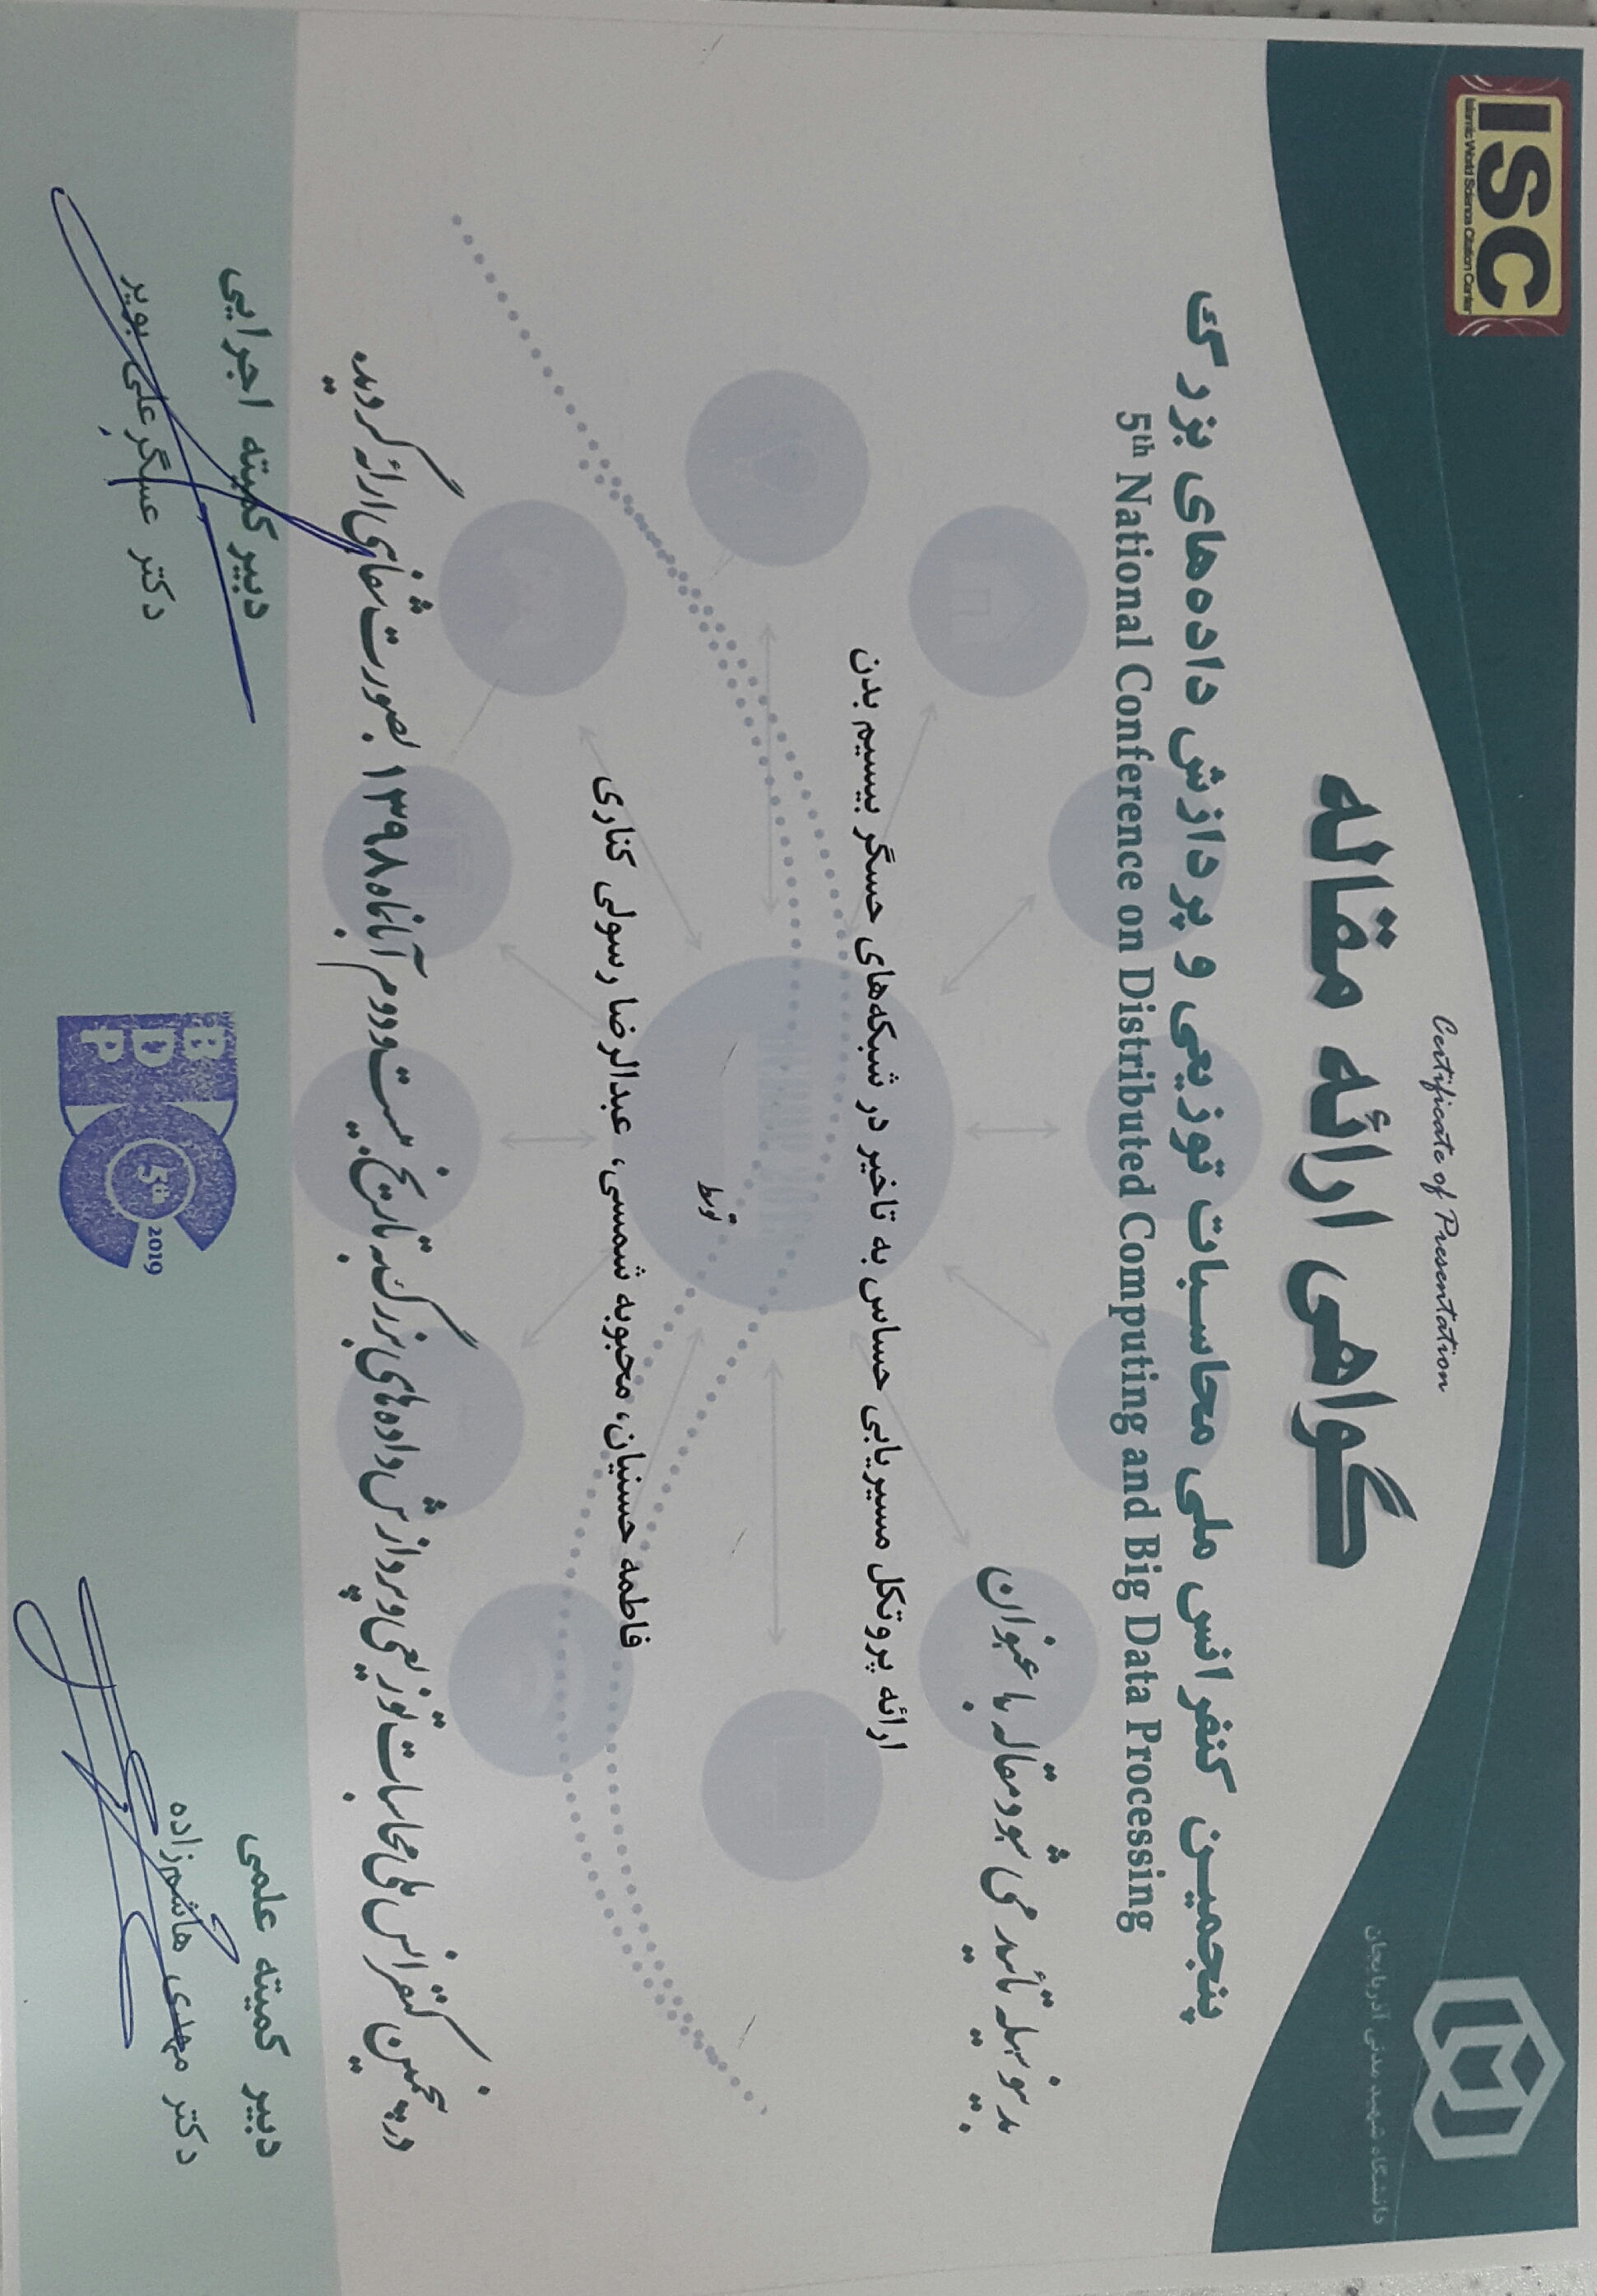 ISC
Islamic World Science Citation Center
دانشگاه شهید مدنی آذربایجان
Certificate of Presentation
گواهی ارائه مقاله
پنجمین کنفرانس ملی محاسبات توزیعی و پردازش داده‌های بزرگ
5th National Conference on Distributed Computing and Big Data Processing
بدینوسیله تأیید می شود مقاله با عنوان
ارائه پروتکل مسیریابی حساس به تاخیر در شبکه‌های حسگر بیسیم بدن
توسط
فاطمه حسنیان، محبوبه شمسی، عبدالرضا رسولی کناری
در پنجمین کنفرانس ملی محاسبات توزیعی و پردازش داده های بزرگ به تاریخ بیست و دوم آبانماه ۱۳۹۸ بصورت شفاهی ارائه گردید.
دبیر کمیته علمی
دکتر مهدی هاشم‌زاده
دبیر کمیته اجرایی
دکتر عسگرعلی بویر
BDP
DC
5th
2019